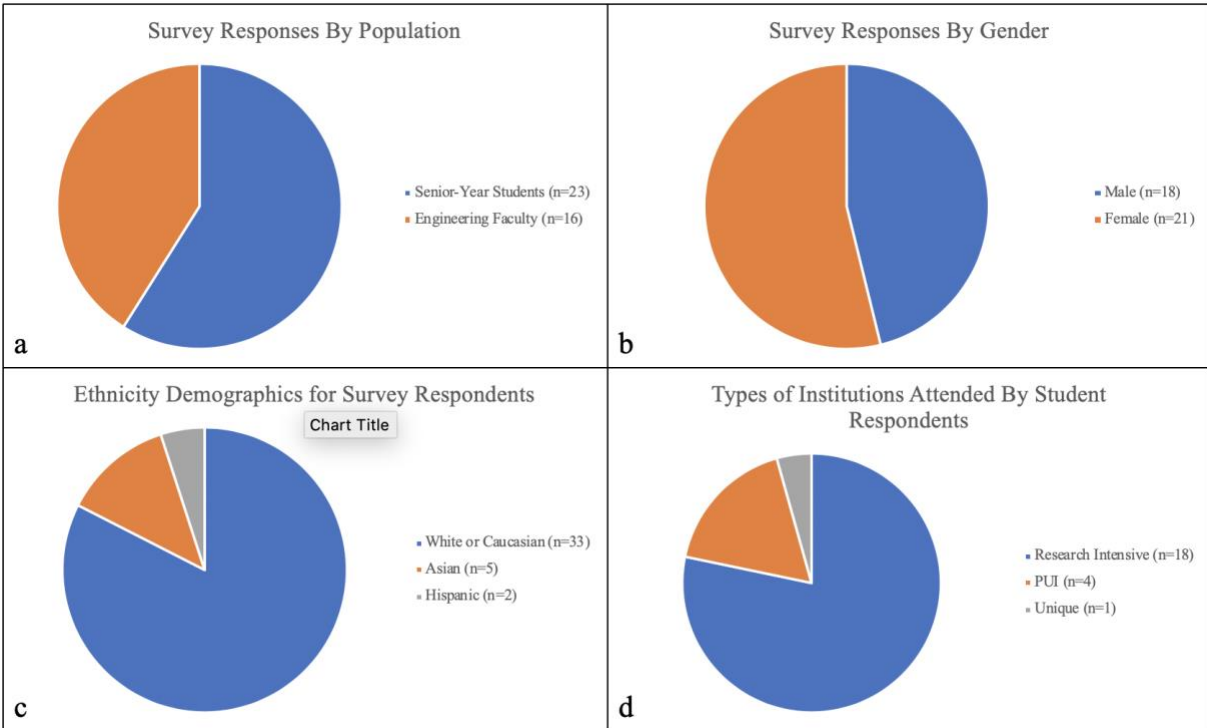 Survey Responses By Population
Senior-Year Students (n=23)
Engineering Faculty (n=16)
a
Survey Responses By Gender
Male (n=18)
Female (n=21)
b
Ethnicity Demographics for Survey Respondents
Chart Title
White or Caucasian (n=33)
Asian (n=5)
Hispanic (n=2)
c
Types of Institutions Attended By Student
Respondents
Research Intensive (n=18)
PUI (n=4)
Unique (n=1)
d